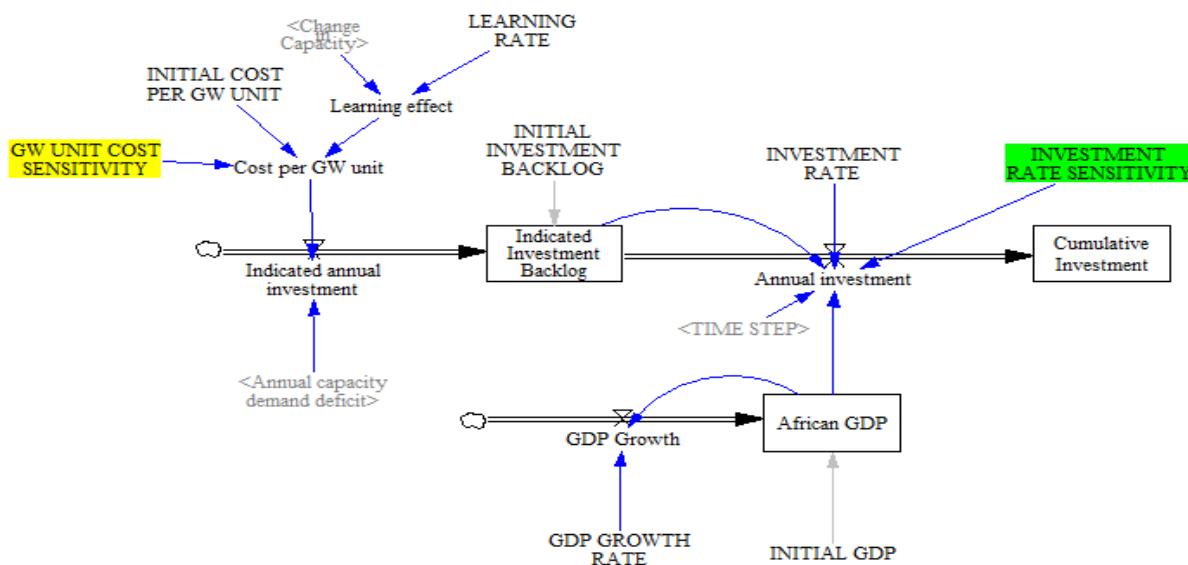 <Change
in
Capacity>
LEARNING
RATE
INITIAL COST
PER GW UNIT
Learning effect
GW UNIT COST
SENSITIVITY
Cost per GW unit
INITIAL
INVESTMENT
BACKLOG
INVESTMENT
RATE
INVESTMENT
RATE SENSITIVITY
Indicated annual
investment
Indicated
Investment
Backlog
Annual investment
Cumulative
Investment
<TIME STEP>
<Annual capacity
demand deficit>
GDP Growth
African GDP
GDP GROWTH
RATE
INITIAL GDP